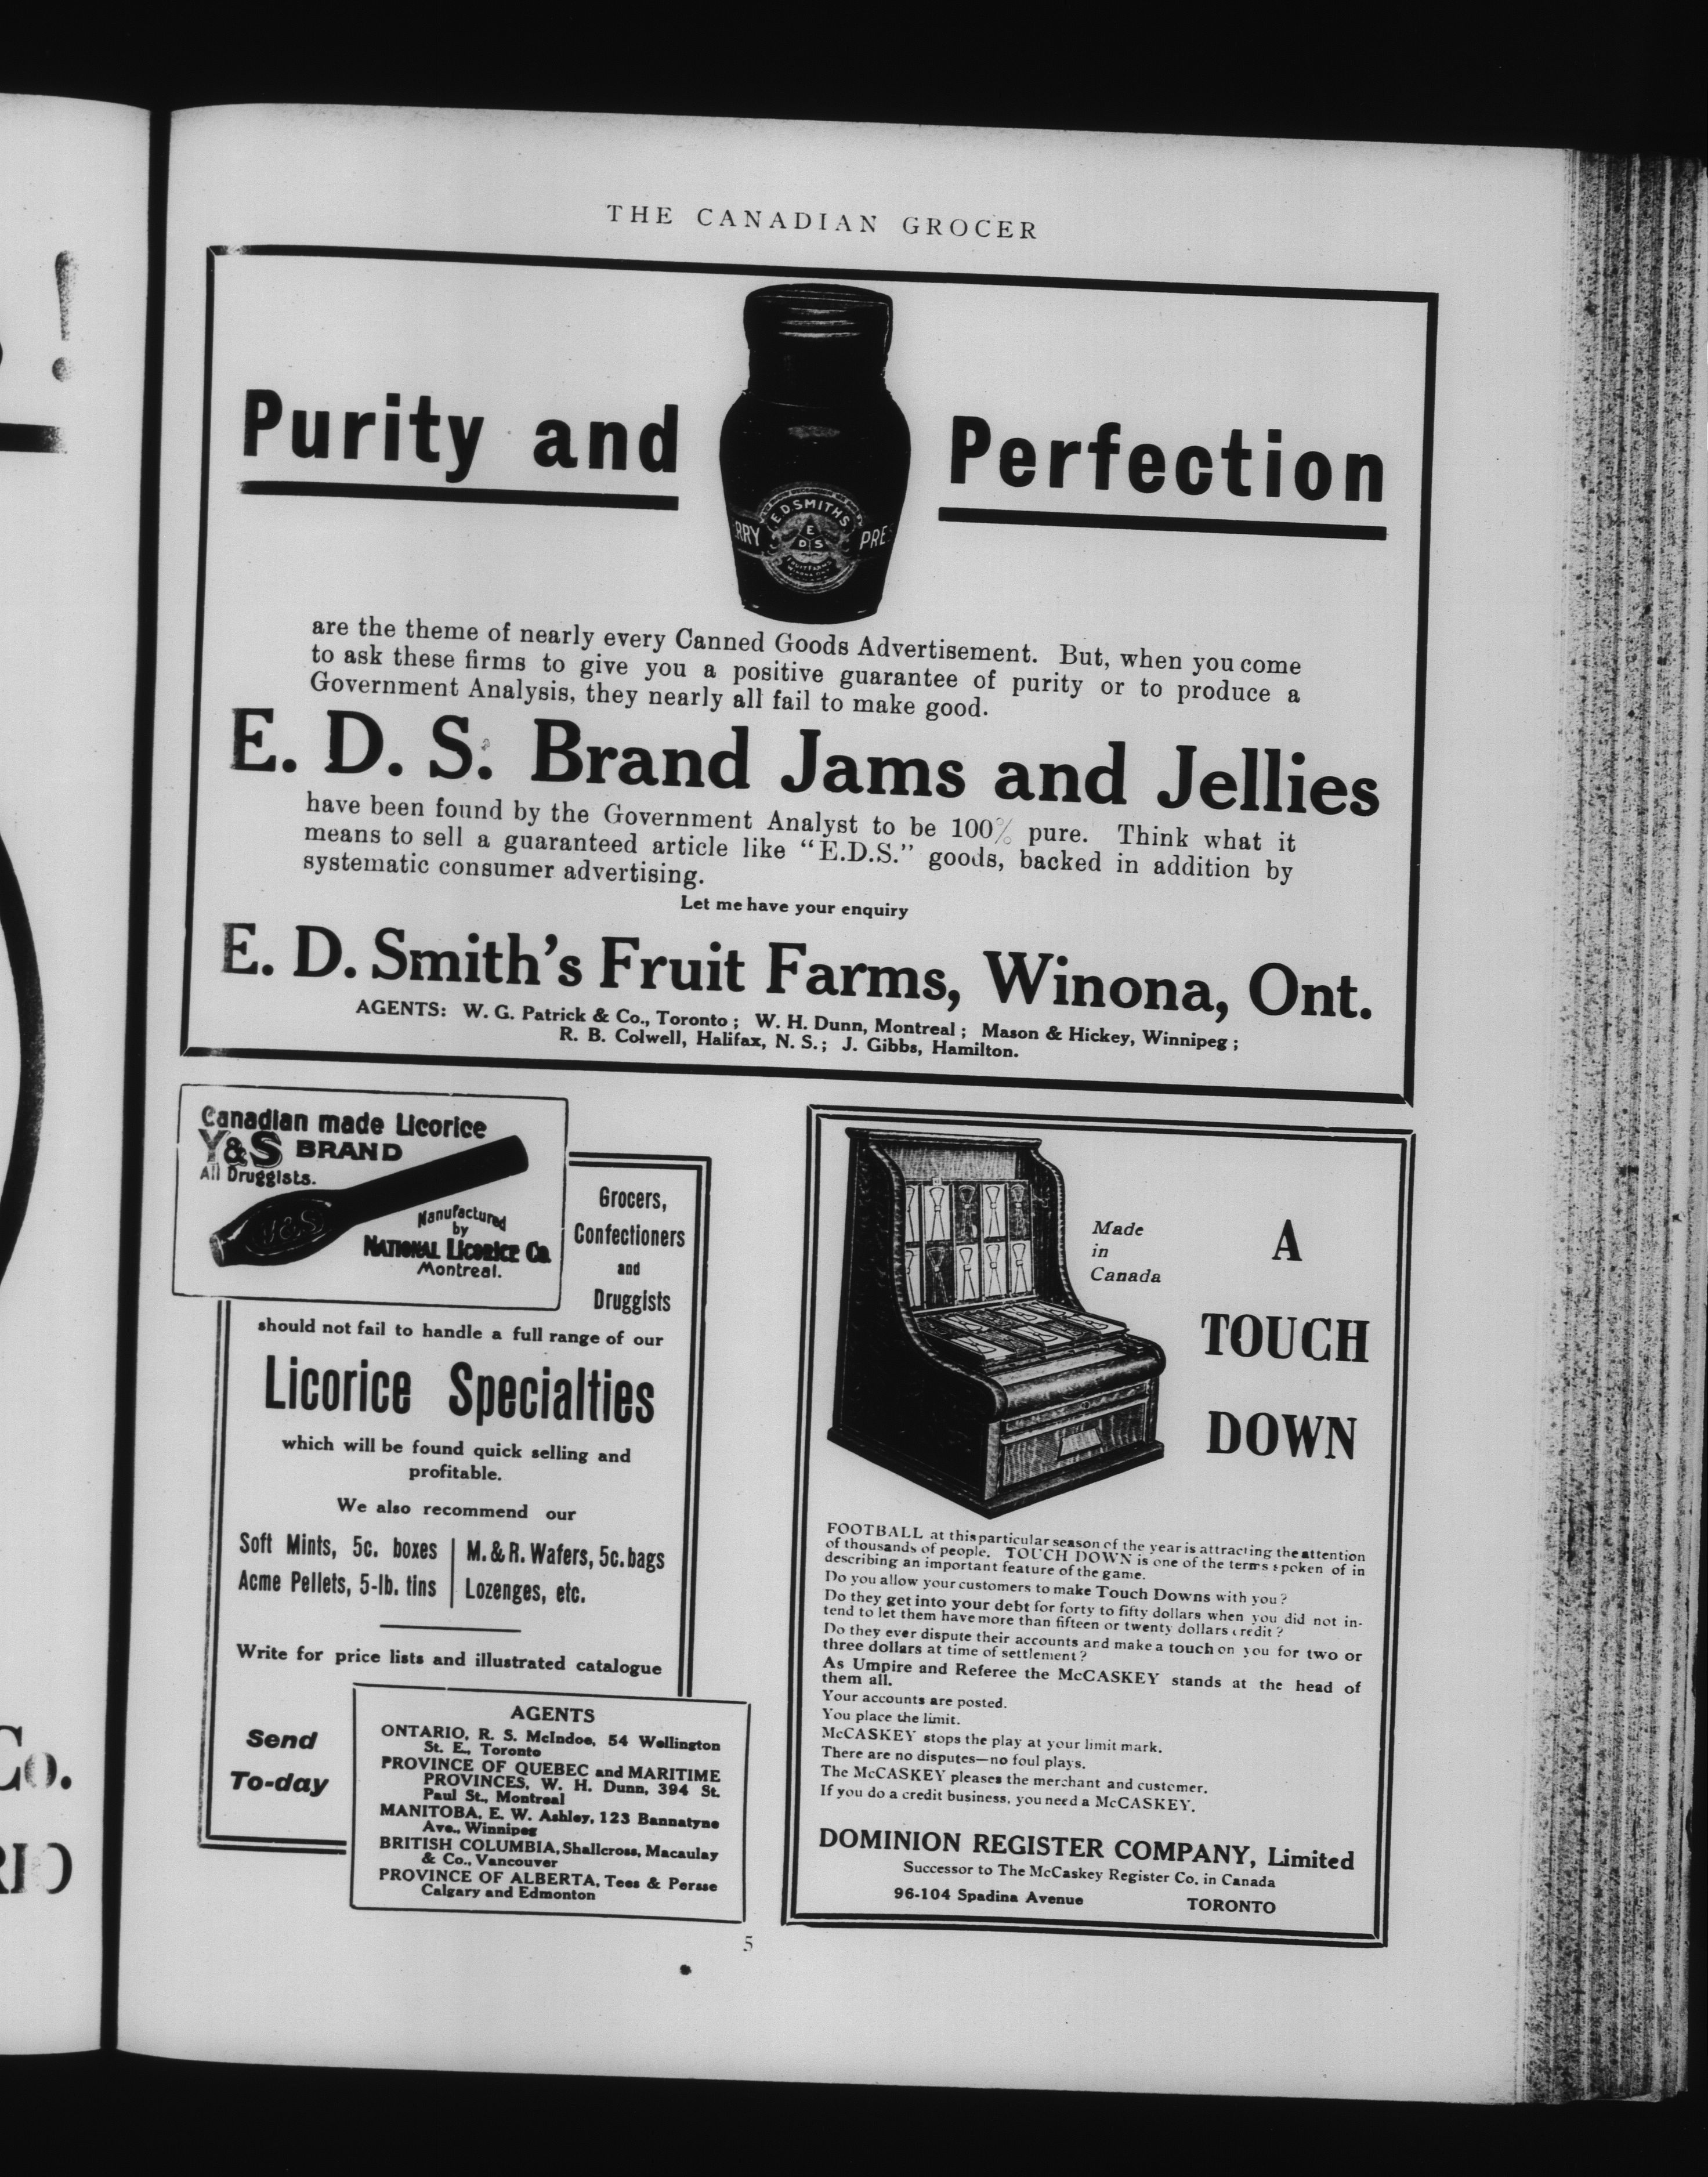 THE CANADIAN GROCER
Purity and Perfection
E D SMITH'S
RRY E D S PRE
FRUIT FARMS
are the theme of nearly every Canned Goods Advertisement. But, when you come
to ask these firms to give you a positive guarantee of purity or to produce a
Government Analysis, they nearly all fail to make good.
E. D. S. Brand Jams and Jellies
have been found by the Government Analyst to be 100% pure. Think what it
means to sell a guaranteed article like "E.D.S." goods, backed in addition by
systematic consumer advertising.
Let me have your enquiry
E. D. Smith's Fruit Farms, Winona, Ont.
AGENTS: W. G. Patrick & Co., Toronto; W. H. Dunn, Montreal; Mason & Hickey, Winnipeg;
R. B. Colwell, Halifax, N. S.; J. Gibbs, Hamilton.
Canadian made Licorice
Y&S BRAND
All Druggists.
Y&S
Manufactured
by
NATIONAL LICORICE Co.
Montreal.
Grocers,
Confectioners
and
Druggists
should not fail to handle a full range of our
Licorice Specialties
which will be found quick selling and
profitable.
We also recommend our
Soft Mints, 5c. boxes
Acme Pellets, 5-lb. tins
M. & R. Wafers, 5c. bags
Lozenges, etc.
Write for price lists and illustrated catalogue
Send
To-day
AGENTS
ONTARIO, R. S. McIndoe, 54 Wellington
St. E., Toronto
PROVINCE OF QUEBEC and MARITIME
PROVINCES, W. H. Dunn, 394 St.
Paul St., Montreal
MANITOBA, E. W. Ashley, 123 Bannatyne
Ave., Winnipeg
BRITISH COLUMBIA, Shallcross, Macaulay
& Co., Vancouver
PROVINCE OF ALBERTA, Tees & Persse
Calgary and Edmonton
Made
in
Canada
A
TOUCH
DOWN
FOOTBALL at this particular season of the year is attracting the attention
of thousands of people. TOUCH DOWN is one of the terms spoken of in
describing an important feature of the game.
Do you allow your customers to make Touch Downs with you?
Do they get into your debt for forty to fifty dollars when you did not in-
tend to let them have more than fifteen or twenty dollars credit?
Do they ever dispute their accounts and make a touch on you for two or
three dollars at time of settlement?
As Umpire and Referee the McCASKEY stands at the head of
them all.
Your accounts are posted.
You place the limit.
McCASKEY stops the play at your limit mark.
There are no disputes—no foul plays.
The McCASKEY pleases the merchant and customer.
If you do a credit business, you need a McCASKEY.
DOMINION REGISTER COMPANY, Limited
Successor to The McCaskey Register Co. in Canada
96-104 Spadina Avenue TORONTO
5
!
Co.
RIO